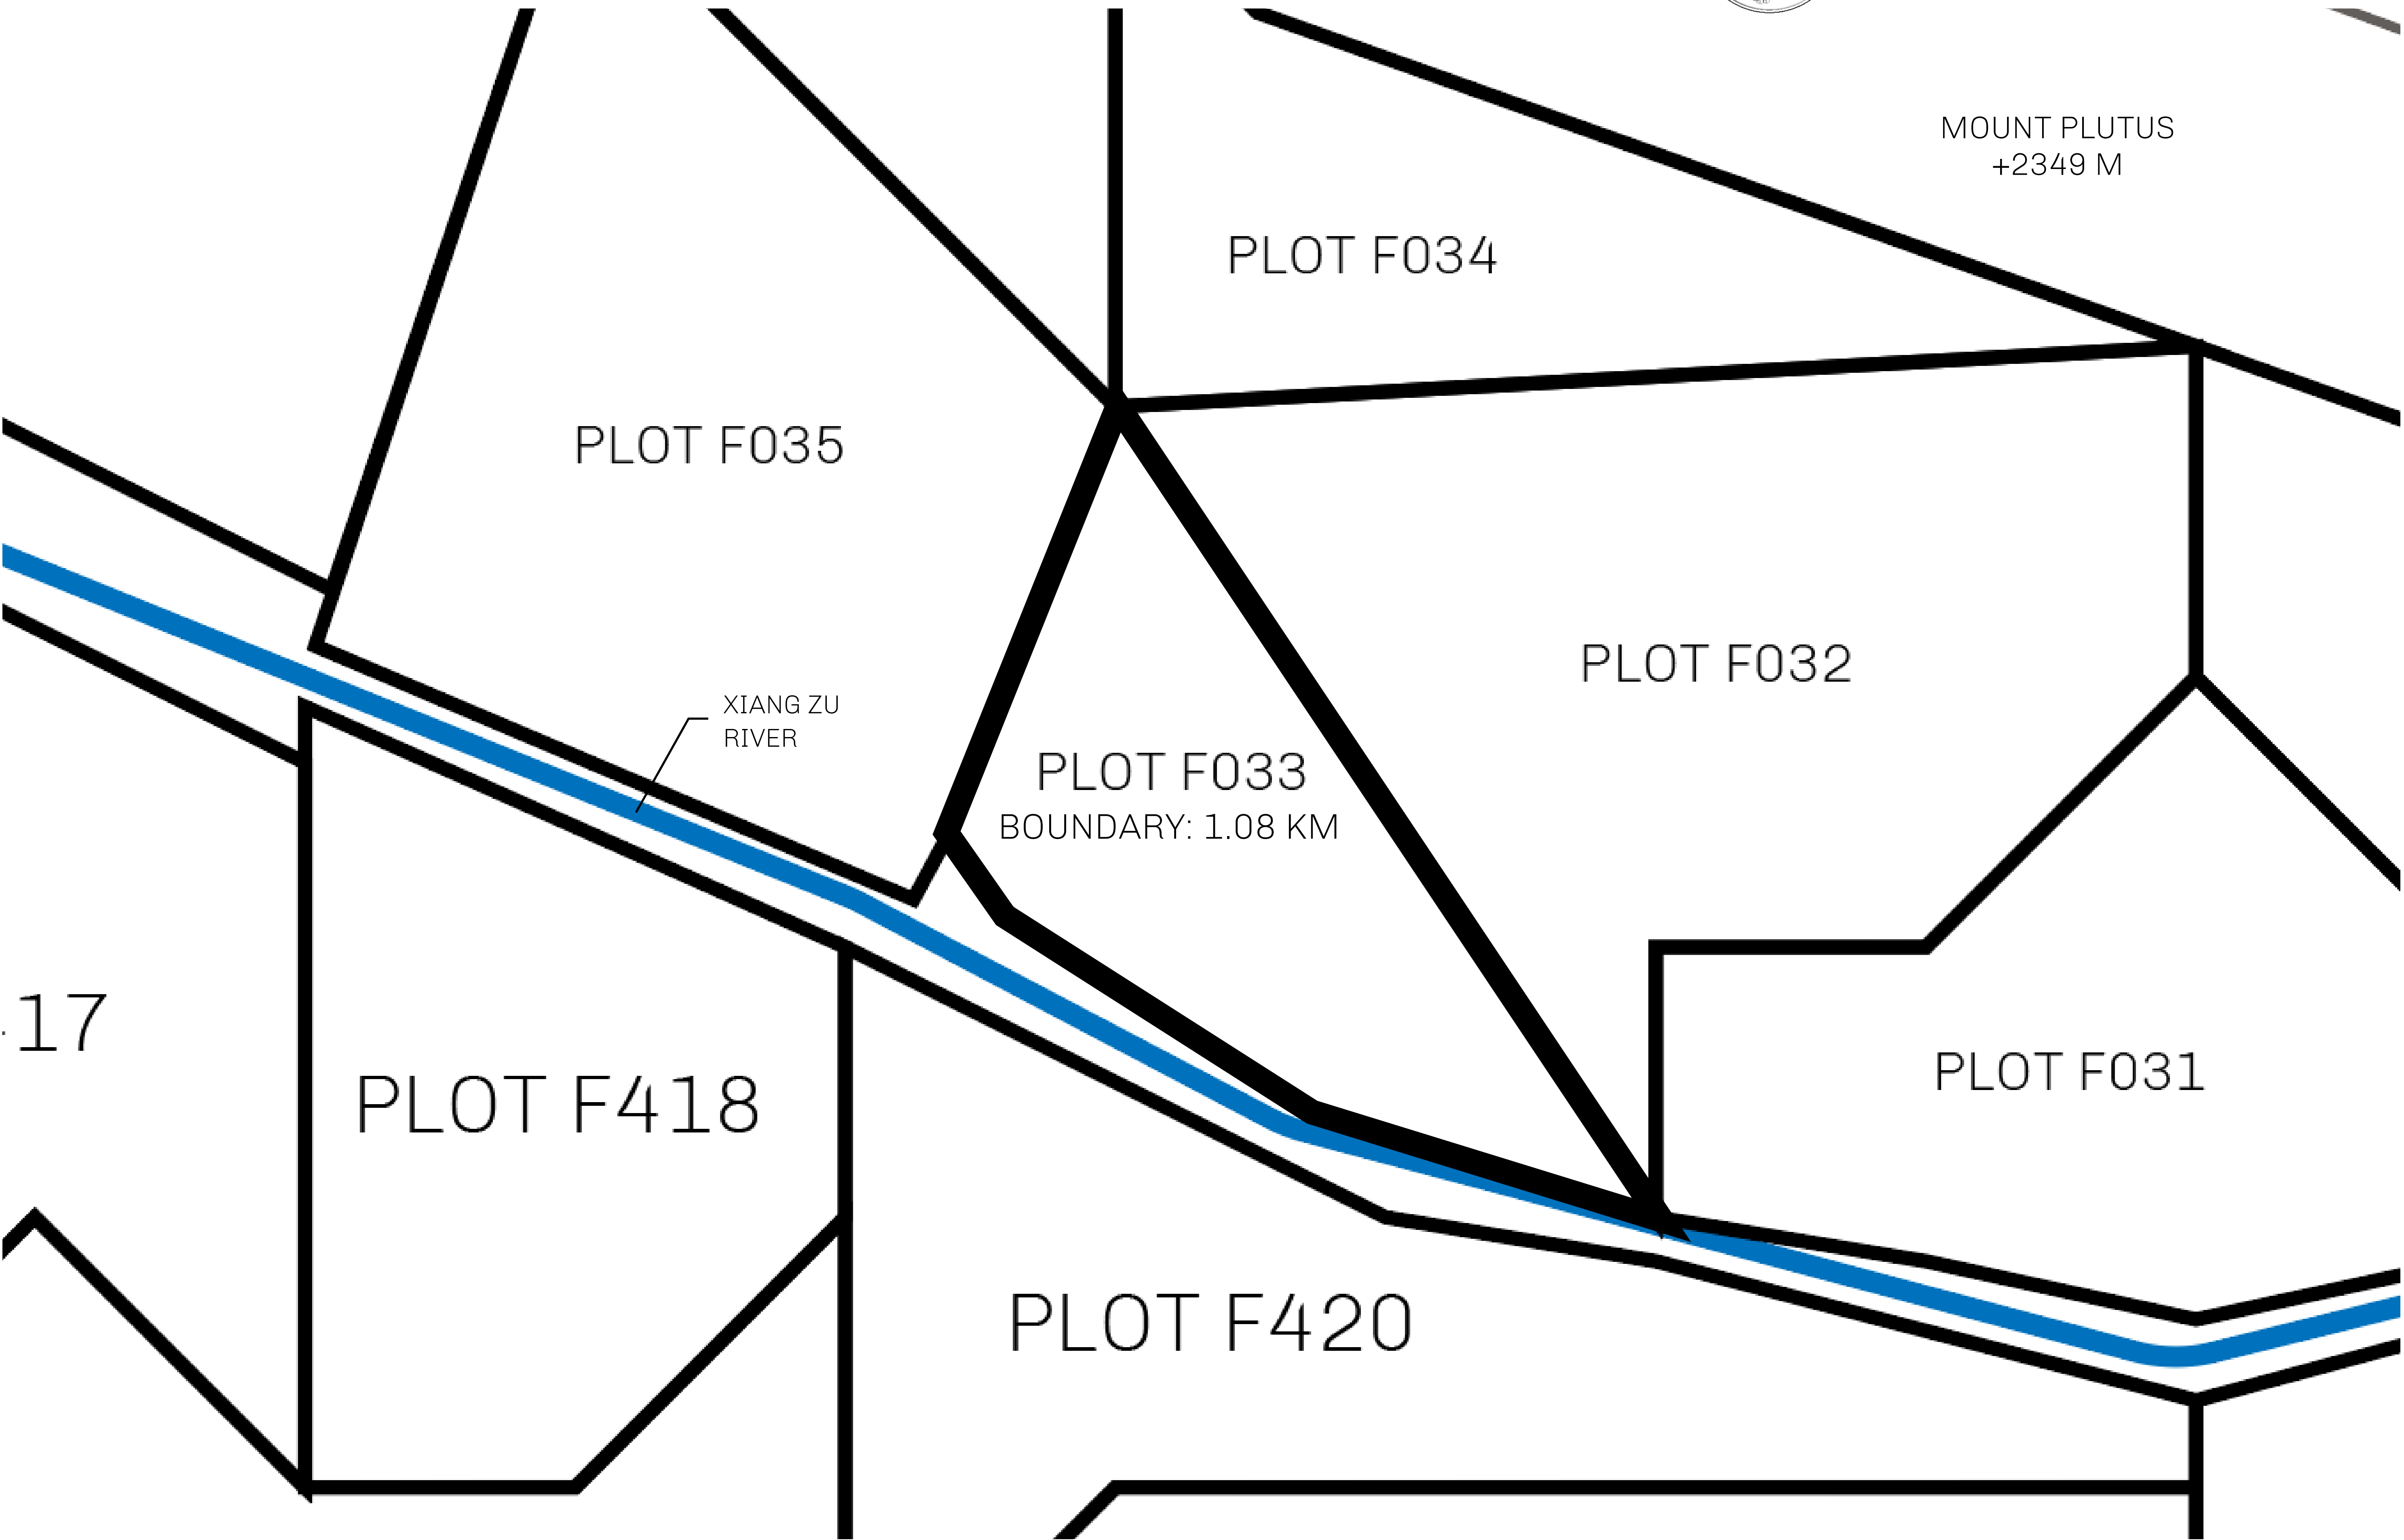 MOUNT PLUTUS
+2349 M
PLOT F034
PLOT F035
PLOT F032
XIANG ZU
RIVER
PLOT F033
BOUNDARY: 1.08 KM
17
PLOT F031
PLOT F418
PLOT F420